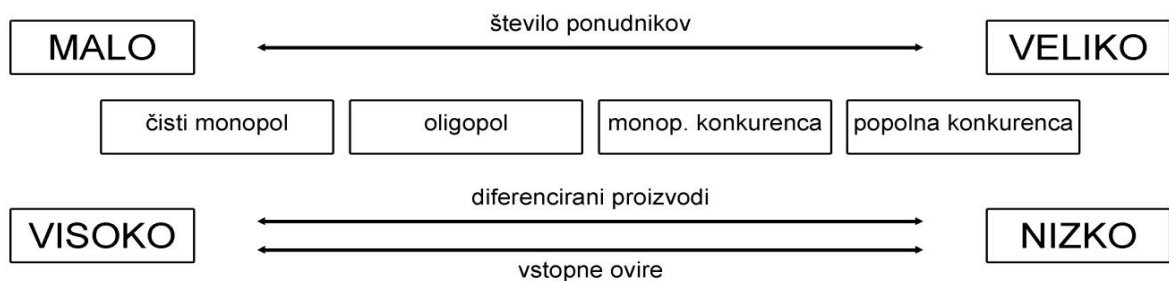 število ponudnikov
MALO
VELIKO
čisti monopol
oligopol
monop. konkurenca
popolna konkurenca
diferencirani proizvodi
VISOKO
NIZKO
vstopne ovire